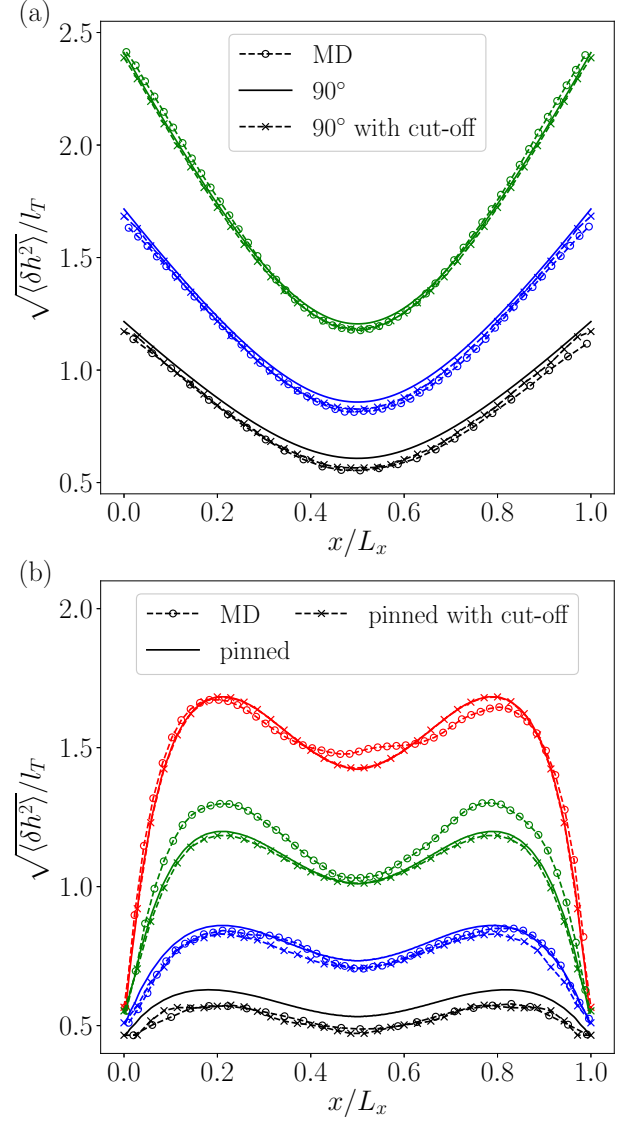 (a)
2.5
2.0
1.5
1.0
0.5
√⟨δh²⟩/l_T
MD
90°
90° with cut-off
0.0 0.2 0.4 0.6 0.8 1.0
x/L_x
(b)
2.0
1.5
1.0
0.5
√⟨δh²⟩/l_T
MD pinned with cut-off
pinned
0.0 0.2 0.4 0.6 0.8 1.0
x/L_x